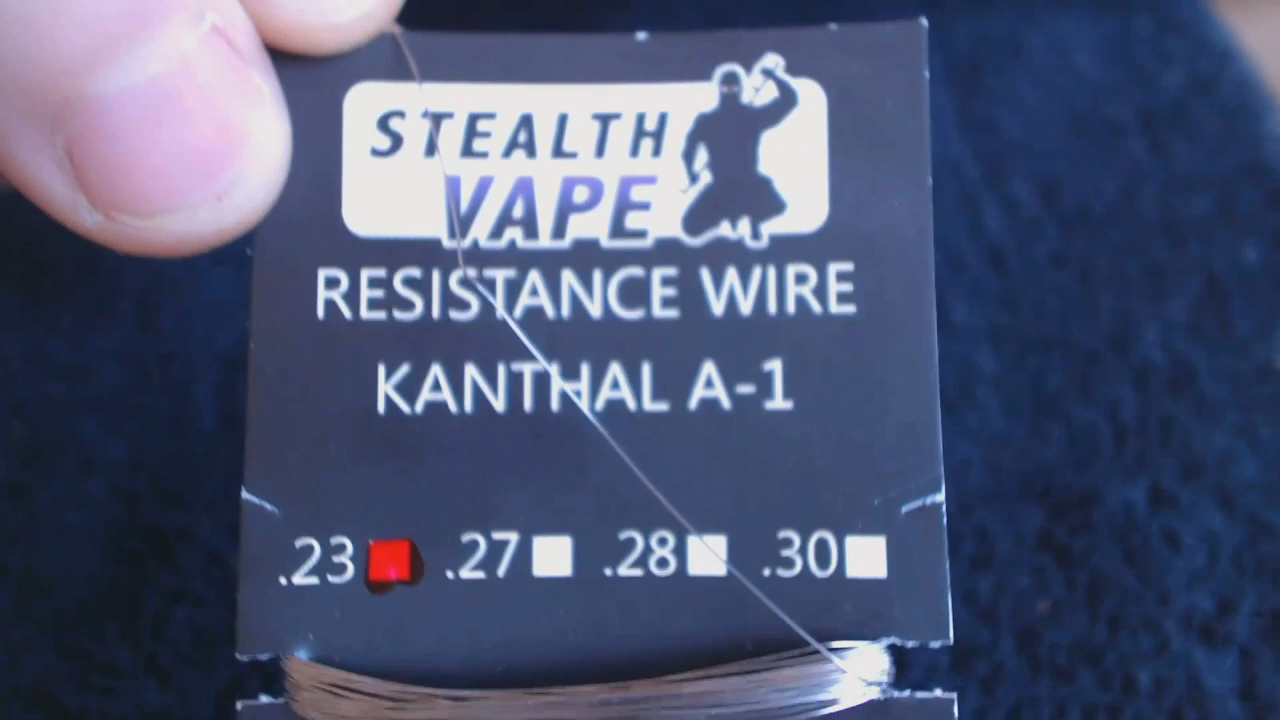 STEALTH
VAPE
RESISTANCE WIRE
KANTHAL A-1
.23 .27 .28 .30